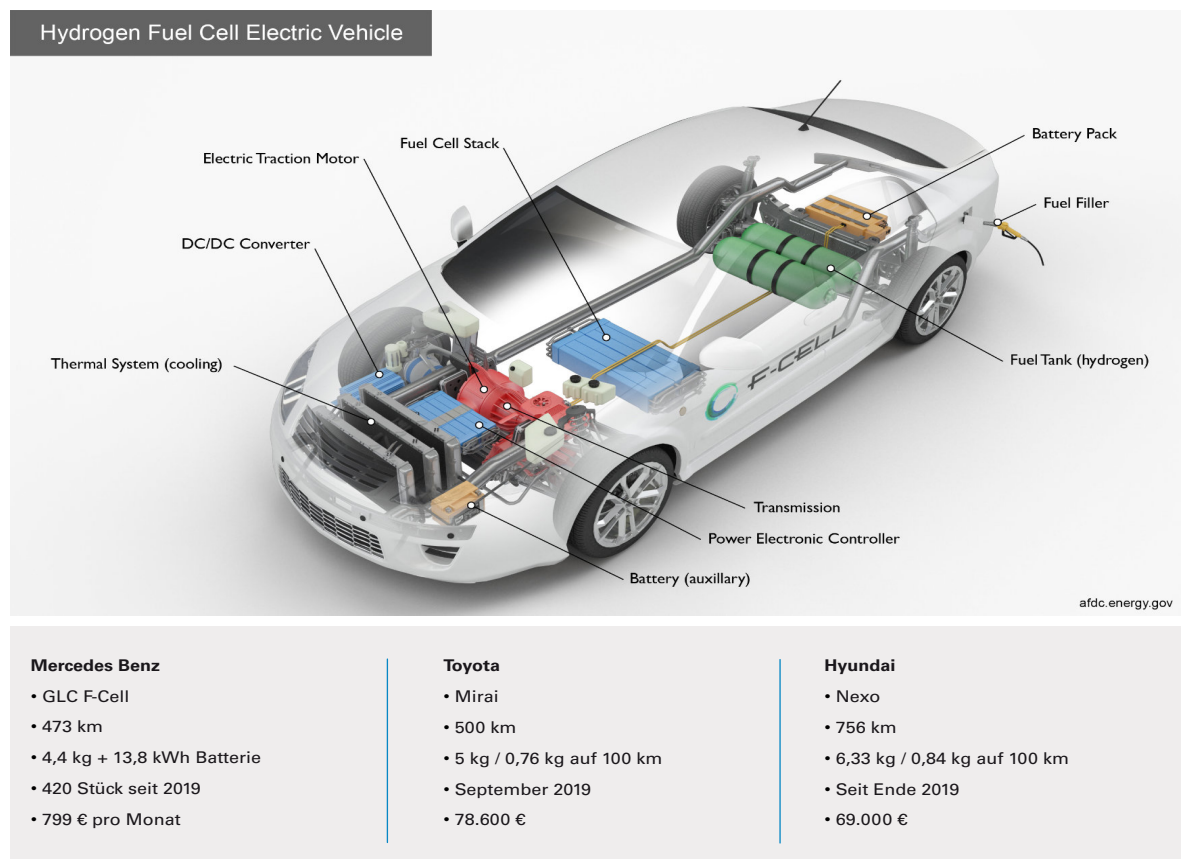 Hydrogen Fuel Cell Electric Vehicle
Battery Pack
Fuel Cell Stack
Electric Traction Motor
Fuel Filler
DC/DC Converter
Thermal System (cooling)
Fuel Tank (hydrogen)
F-CELL
Transmission
Power Electronic Controller
Battery (auxillary)
afdc.energy.gov
Mercedes Benz
• GLC F-Cell
• 473 km
• 4,4 kg + 13,8 kWh Batterie
• 420 Stück seit 2019
• 799 € pro Monat
Toyota
• Mirai
• 500 km
• 5 kg / 0,76 kg auf 100 km
• September 2019
• 78.600 €
Hyundai
• Nexo
• 756 km
• 6,33 kg / 0,84 kg auf 100 km
• Seit Ende 2019
• 69.000 €